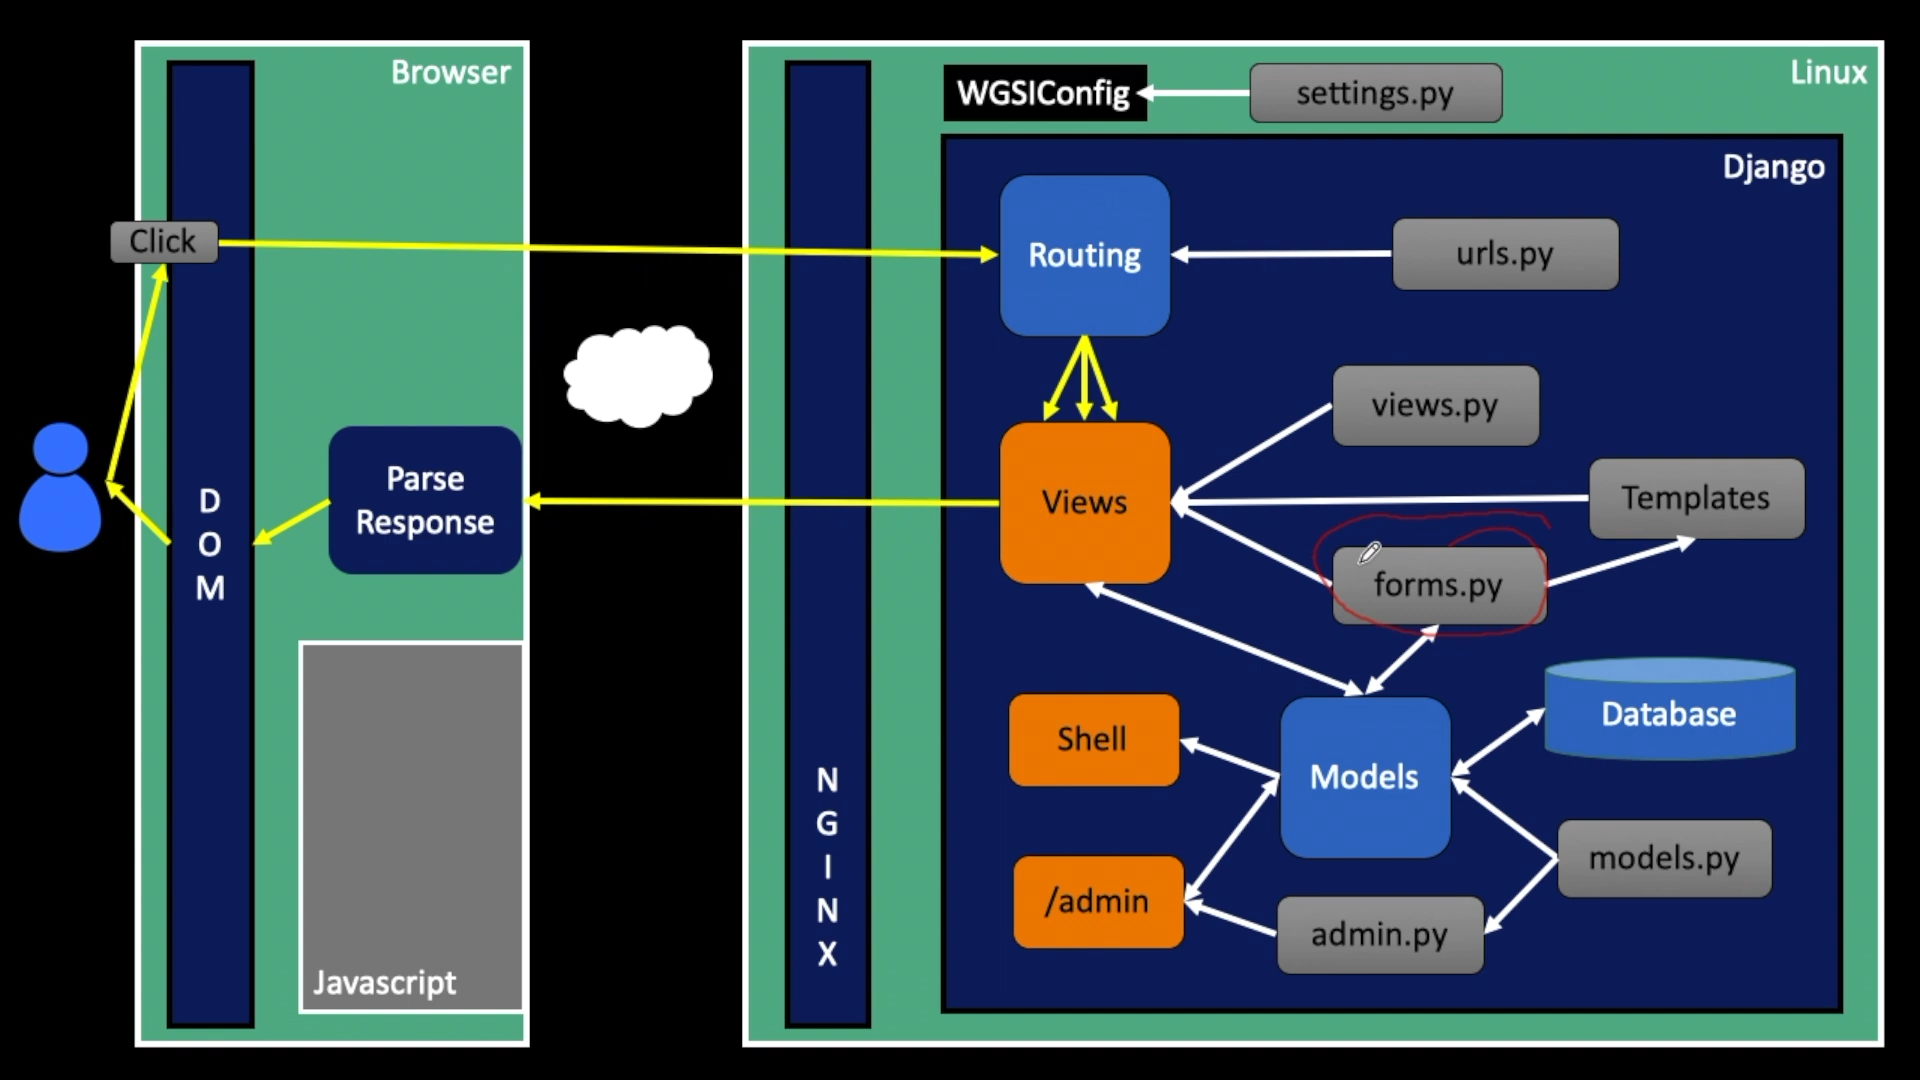 Browser
Linux
WGSIConfig
settings.py
Django
Click
Routing
urls.py
views.py
Parse
Response
D
O
M
Views
Templates
forms.py
Shell
Models
Database
N
G
I
N
X
/admin
admin.py
models.py
Javascript